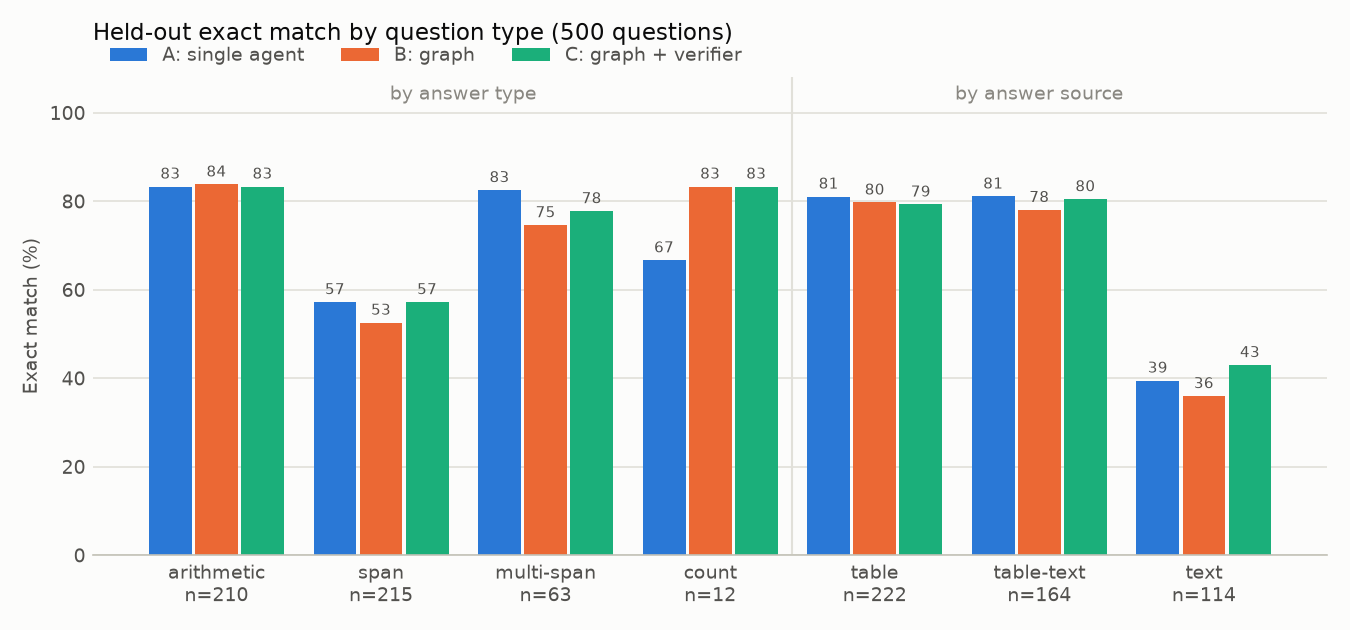 Held-out exact match by question type (500 questions)
A: single agent B: graph C: graph + verifier
by answer type by answer source
Exact match (%)
100
80
60
40
20
0
83 84 83
57 53 57
83 75 78
67 83 83
81 80 79
81 78 80
39 36 43
arithmetic span multi-span count table table-text text
n=210 n=215 n=63 n=12 n=222 n=164 n=114